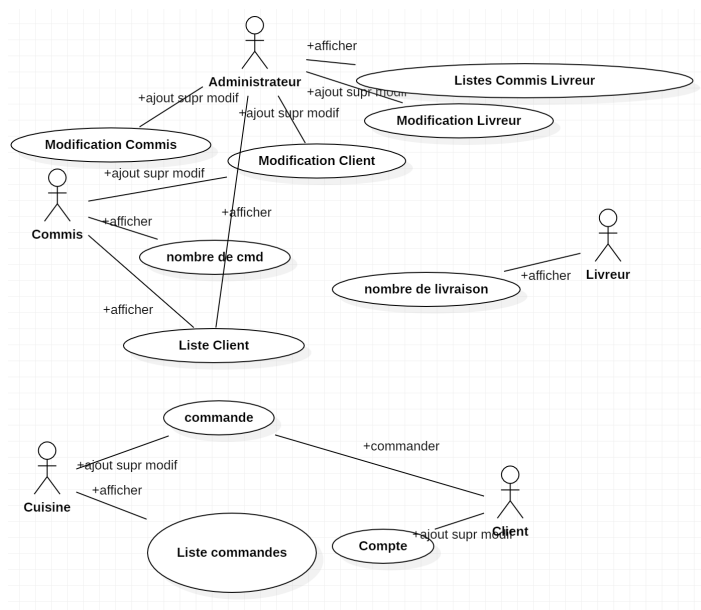 +afficher
Administrateur
Listes Commis Livreur
+ajout supr modif
+ajout supr modif
+ajout supr modif
Modification Livreur
Modification Commis
Modification Client
+ajout supr modif
+afficher
+afficher
Commis
nombre de cmd
Livreur
+afficher
nombre de livraison
+afficher
Liste Client
commande
+commander
+ajout supr modif
+afficher
Cuisine
Client
+ajout supr modif
Compte
Liste commandes